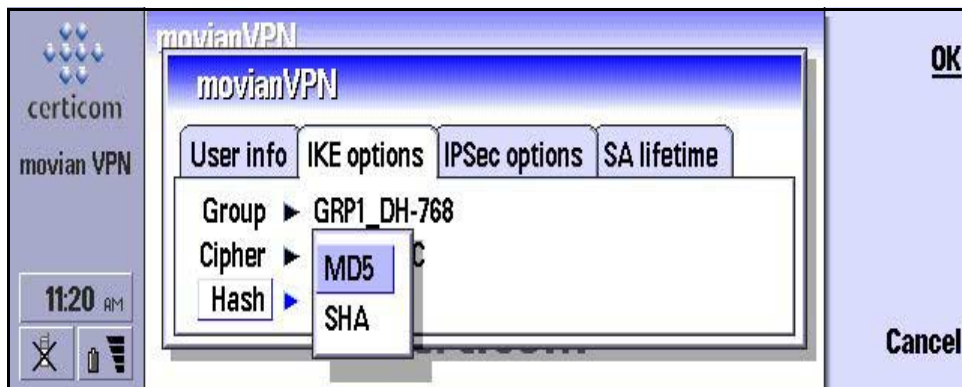 movianVPN
OK
movianVPN
certicom
User info IKE options IPSec options SA lifetime
movian VPN
Group GRP1_DH-768
Cipher C
MD5
Hash
11:20 AM
SHA
Cancel